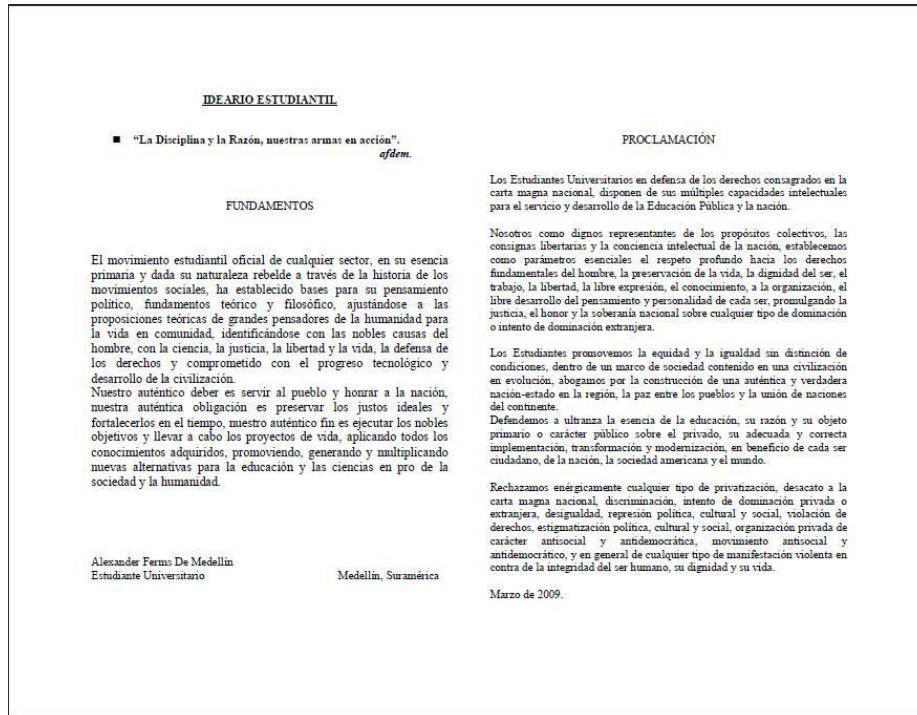 IDEARIO ESTUDIANTIL
■ “La Disciplina y la Razón, nuestras armas en acción”.
afdem.
FUNDAMENTOS
El movimiento estudiantil oficial de cualquier sector, en su esencia
primaria y dada su naturaleza rebelde a través de la historia de los
movimientos sociales, ha establecido bases para su pensamiento
político, fundamentos teórico y filosófico, ajustándose a las
proposiciones teóricas de grandes pensadores de la humanidad para
la vida en comunidad, identificándose con las nobles causas del
hombre, con la ciencia, la justicia, la libertad y la vida, la defensa de
los derechos y comprometido con el progreso tecnológico y
desarrollo de la civilización.
Nuestro auténtico deber es servir al pueblo y honrar a la nación,
nuestra auténtica obligación es preservar los justos ideales y
fortalecerlos en el tiempo, nuestro auténtico fin es ejecutar los nobles
objetivos y llevar a cabo los proyectos de vida, aplicando todos los
conocimientos adquiridos, promoviendo, generando y multiplicando
nuevas alternativas para la educación y las ciencias en pro de la
sociedad y la humanidad.
Alexander Ferms De Medellín
Estudiante Universitario Medellín, Suramérica
PROCLAMACIÓN
Los Estudiantes Universitarios en defensa de los derechos consagrados en la
carta magna nacional, disponen de sus múltiples capacidades intelectuales
para el servicio y desarrollo de la Educación Pública y la nación.
Nosotros como dignos representantes de los propósitos colectivos, las
consignas libertarias y la conciencia intelectual de la nación, establecemos
como parámetros esenciales el respeto profundo hacia los derechos
fundamentales del hombre, la preservación de la vida, la dignidad del ser, el
trabajo, la libertad, la libre expresión, el conocimiento, a la organización, el
libre desarrollo del pensamiento y personalidad de cada ser, promulgando la
justicia, el honor y la soberanía nacional sobre cualquier tipo de dominación
o intento de dominación extranjera.
Los Estudiantes promovemos la equidad y la igualdad sin distinción de
condiciones, dentro de un marco de sociedad contenido en una civilización
en evolución, abogamos por la construcción de una auténtica y verdadera
nación-estado en la región, la paz entre los pueblos y la unión de naciones
del continente.
Defendemos a ultranza la esencia de la educación, su razón y su objeto
primario o carácter público sobre el privado, su adecuada y correcta
implementación, transformación y modernización, en beneficio de cada ser
ciudadano, de la nación, la sociedad americana y el mundo.
Rechazamos enérgicamente cualquier tipo de privatización, desacato a la
carta magna nacional, discriminación, intento de dominación privada o
extranjera, desigualdad, represión política, cultural y social, violación de
derechos, estigmatización política, cultural y social, organización privada de
carácter antisocial y antidemocrática, movimiento antisocial y
antidemocrático, y en general de cualquier tipo de manifestación violenta en
contra de la integridad del ser humano, su dignidad y su vida.
Marzo de 2009.